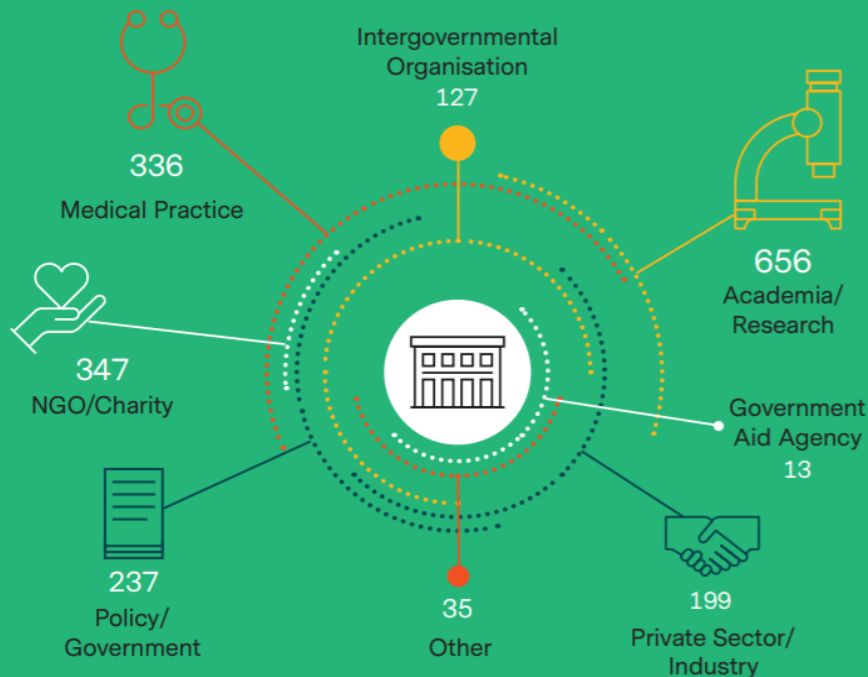 Intergovernmental
Organisation
127
336
Medical Practice
656
Academia/
Research
347
NGO/Charity
Government
Aid Agency
13
237
Policy/
Government
35
Other
199
Private Sector/
Industry